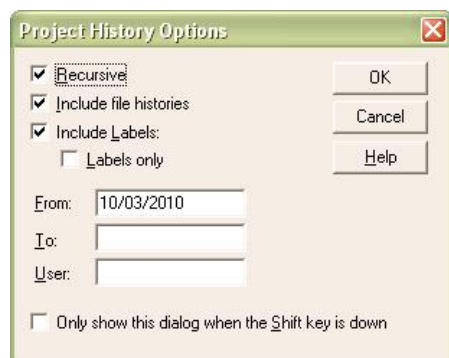 Project History Options
Recursive
OK
Include file histories
Cancel
Include Labels:
Labels only
Help
From: 10/03/2010
To:
User:
Only show this dialog when the Shift key is down